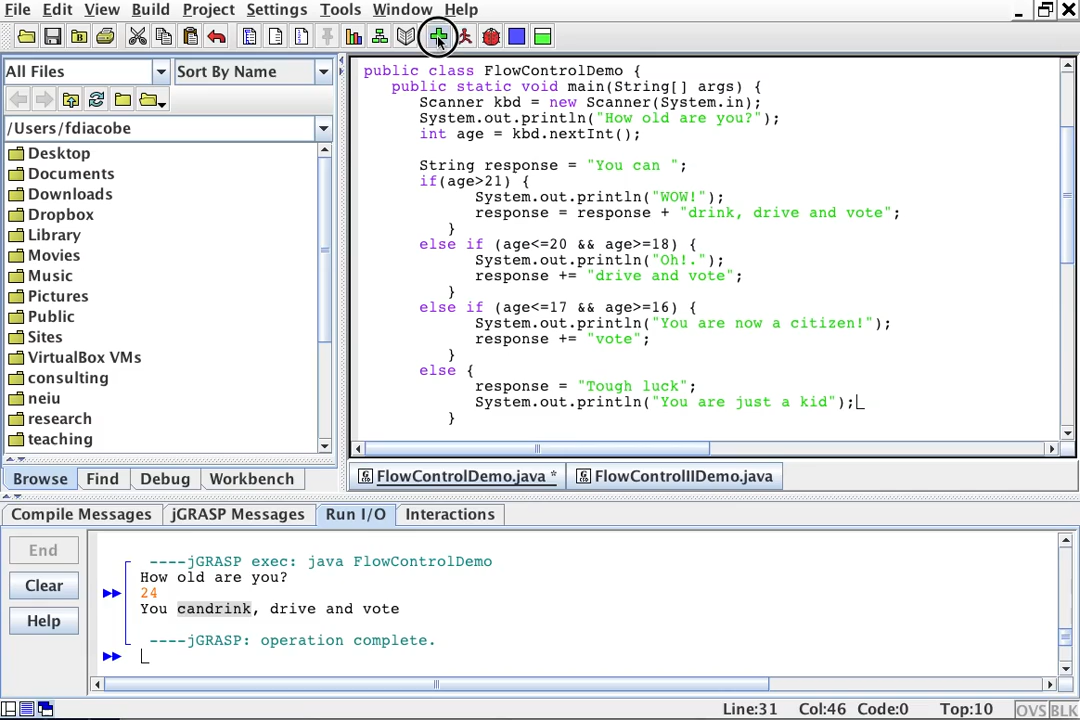 File Edit View Build Project Settings Tools Window Help
All Files Sort By Name
/Users/fdiacobe
Desktop
Documents
Downloads
Dropbox
Library
Movies
Music
Pictures
Public
Sites
VirtualBox VMs
consulting
neiu
research
teaching
Browse Find Debug Workbench
public class FlowControlDemo {
public static void main(String[] args) {
Scanner kbd = new Scanner(System.in);
System.out.println("How old are you?");
int age = kbd.nextInt();
String response = "You can ";
if(age>21) {
System.out.println("WOW!");
response = response + "drink, drive and vote";
}
else if (age<=20 && age>=18) {
System.out.println("Oh!.");
response += "drive and vote";
}
else if (age<=17 && age>=16) {
System.out.println("You are now a citizen!");
response += "vote";
}
else {
response = "Tough luck";
System.out.println("You are just a kid");
}
FlowControlDemo.java * FlowControlIIDemo.java
Compile Messages jGRASP Messages Run I/O Interactions
End
Clear
Help
----jGRASP exec: java FlowControlDemo
How old are you?
24
You candrink, drive and vote
----jGRASP: operation complete.
Line:31 Col:46 Code:0 Top:10 OVS BLK